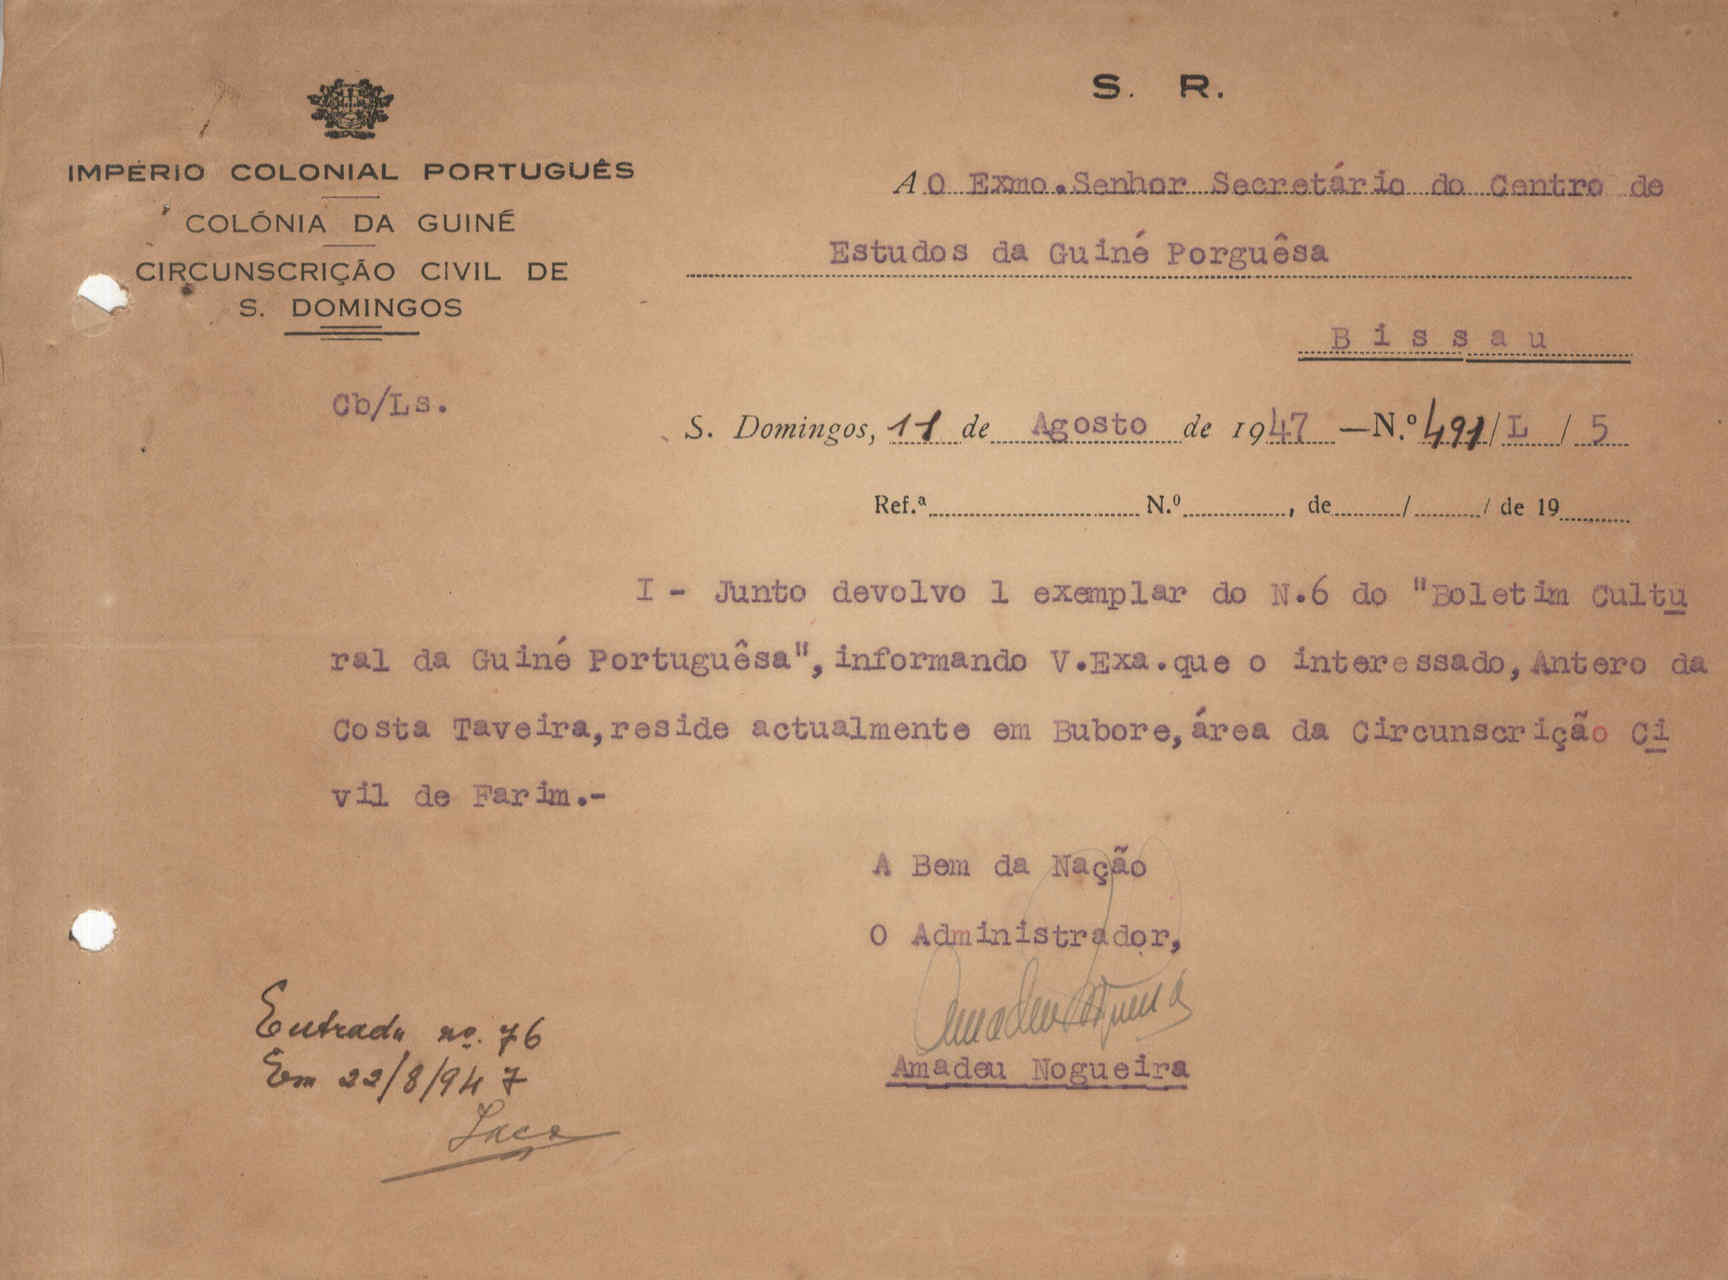 S. R.
IMPÉRIO COLONIAL PORTUGUÊS
COLÓNIA DA GUINÉ
CIRCUNSCRIÇÃO CIVIL DE
S. DOMINGOS
AO Exmo.Senhor Secretário do Centro de
Estudos da Guiné Porguêsa
Bissau
Cb/Ls.
S. Domingos, 11 de Agosto de 1947 —N.º 491/L/5
Ref.ª N.º , de / / de 19
I - Junto devolvo 1 exemplar do N.6 do "Boletim Cultu
ral da Guiné Portuguêsa",informando V.Exa.que o interessado,Antero da
Costa Taveira,reside actualmente em Bubore,área da Circunscrição Ci
vil de Farim.-
A Bem da Nação
O Administrador,
Amadeu Nogueira
Amadeu Nogueira
Entrada nº. 76
Em 22/8/947